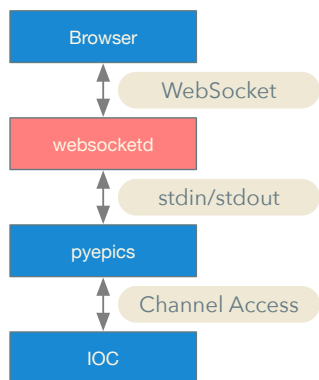 Browser
WebSocket
websocketd
stdin/stdout
pyepics
Channel Access
IOC